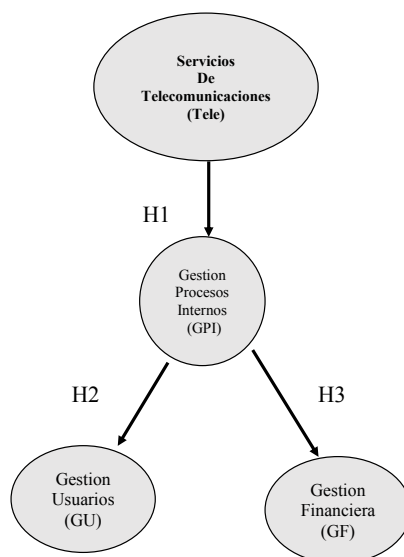 Servicios
De
Telecomunicaciones
(Tele)
H1
Gestion
Procesos
Internos
(GPI)
H2
H3
Gestion
Usuarios
(GU)
Gestion
Financiera
(GF)